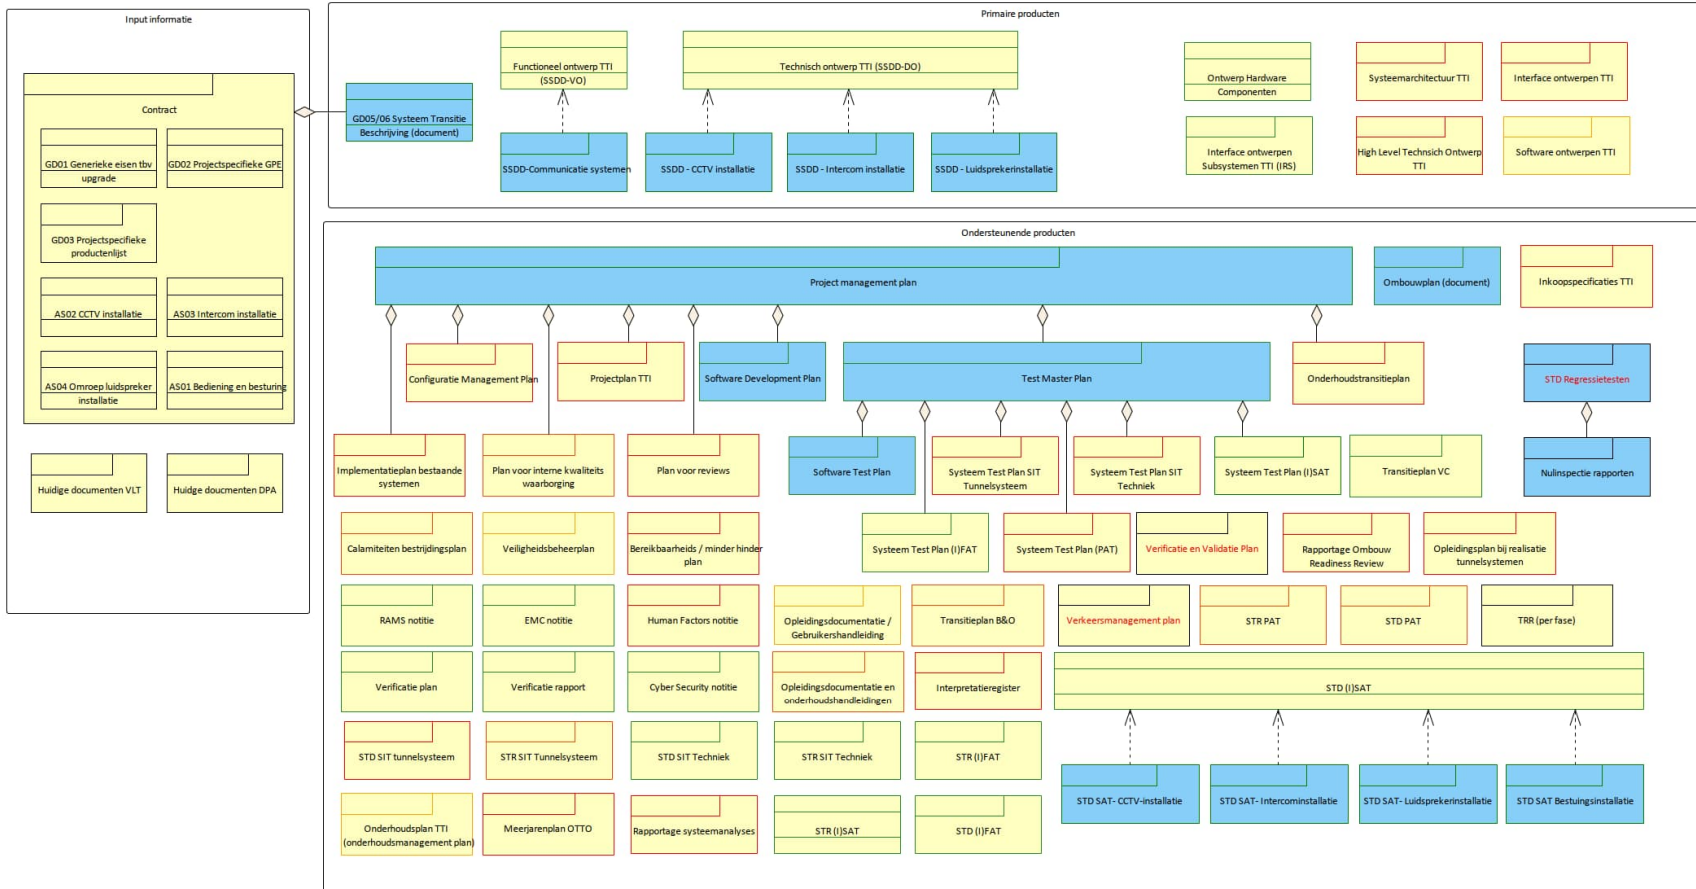 Input informatie
Contract
GD01 Generieke eisen tbv
upgrade
GD02 Projectspecifieke GPE
GD03 Projectspecifieke
productenlijst
AS02 CCTV installatie
AS03 Intercom installatie
AS04 Omroep luidspreker
installatie
AS01 Bediening en besturing
Huidige documenten VLT
Huidge doucmenten DPA
GD05/06 Systeem Transitie
Beschrijving (document)
Primaire producten
Functioneel ontwerp TTI
(SSDD-VO)
Technisch ontwerp TTI (SSDD-DO)
SSDD-Communicatie systemen
SSDD - CCTV installatie
SSDD - Intercom installatie
SSDD - Luidsprekerinstallatie
Ontwerp Hardware
Componenten
Systeemarchitectuur TTI
Interface ontwerpen TTI
Interface ontwerpen
Subsystemen TTI (IRS)
High Level Technsich Ontwerp
TTI
Software ontwerpen TTI
Ondersteunende producten
Project management plan
Ombouwplan (document)
Inkoopspecificaties TTI
Configuratie Management Plan
Projectplan TTI
Software Development Plan
Test Master Plan
Onderhoudstransitieplan
STD Regressietesten
Implementatieplan bestaande
systemen
Plan voor interne kwaliteits
waarborging
Plan voor reviews
Software Test Plan
Systeem Test Plan SIT
Tunnelsysteem
Systeem Test Plan SIT
Techniek
Systeem Test Plan (I)SAT
Transitieplan VC
Nulinspectie rapporten
Calamiteiten bestrijdingsplan
Veiligheidsbeheerplan
Bereikbaarheids / minder hinder
plan
Systeem Test Plan (I)FAT
Systeem Test Plan (PAT)
Verificatie en Validatie Plan
Rapportage Ombouw
Readiness Review
Opleidingsplan bij realisatie
tunnelsystemen
RAMS notitie
EMC notitie
Human Factors notitie
Opleidingsdocumentatie /
Gebruikershandleiding
Transitieplan B&O
Verkeersmanagement plan
STR PAT
STD PAT
TRR (per fase)
Verificatie plan
Verificatie rapport
Cyber Security notitie
Opleidingsdocumentatie en
onderhoudshandleidingen
Interpretatieregister
STD (I)SAT
STD SIT tunnelsysteem
STR SIT Tunnelsysteem
STD SIT Techniek
STR SIT Techniek
STR (I)FAT
STD SAT- CCTV-installatie
STD SAT- Intercominstallatie
STD SAT- Luidsprekerinstallatie
STD SAT Bestuingsinstallatie
Onderhoudsplan TTI
(onderhoudsmanagement plan)
Meerjarenplan OTTO
Rapportage systeemanalyses
STR (I)SAT
STD (I)FAT